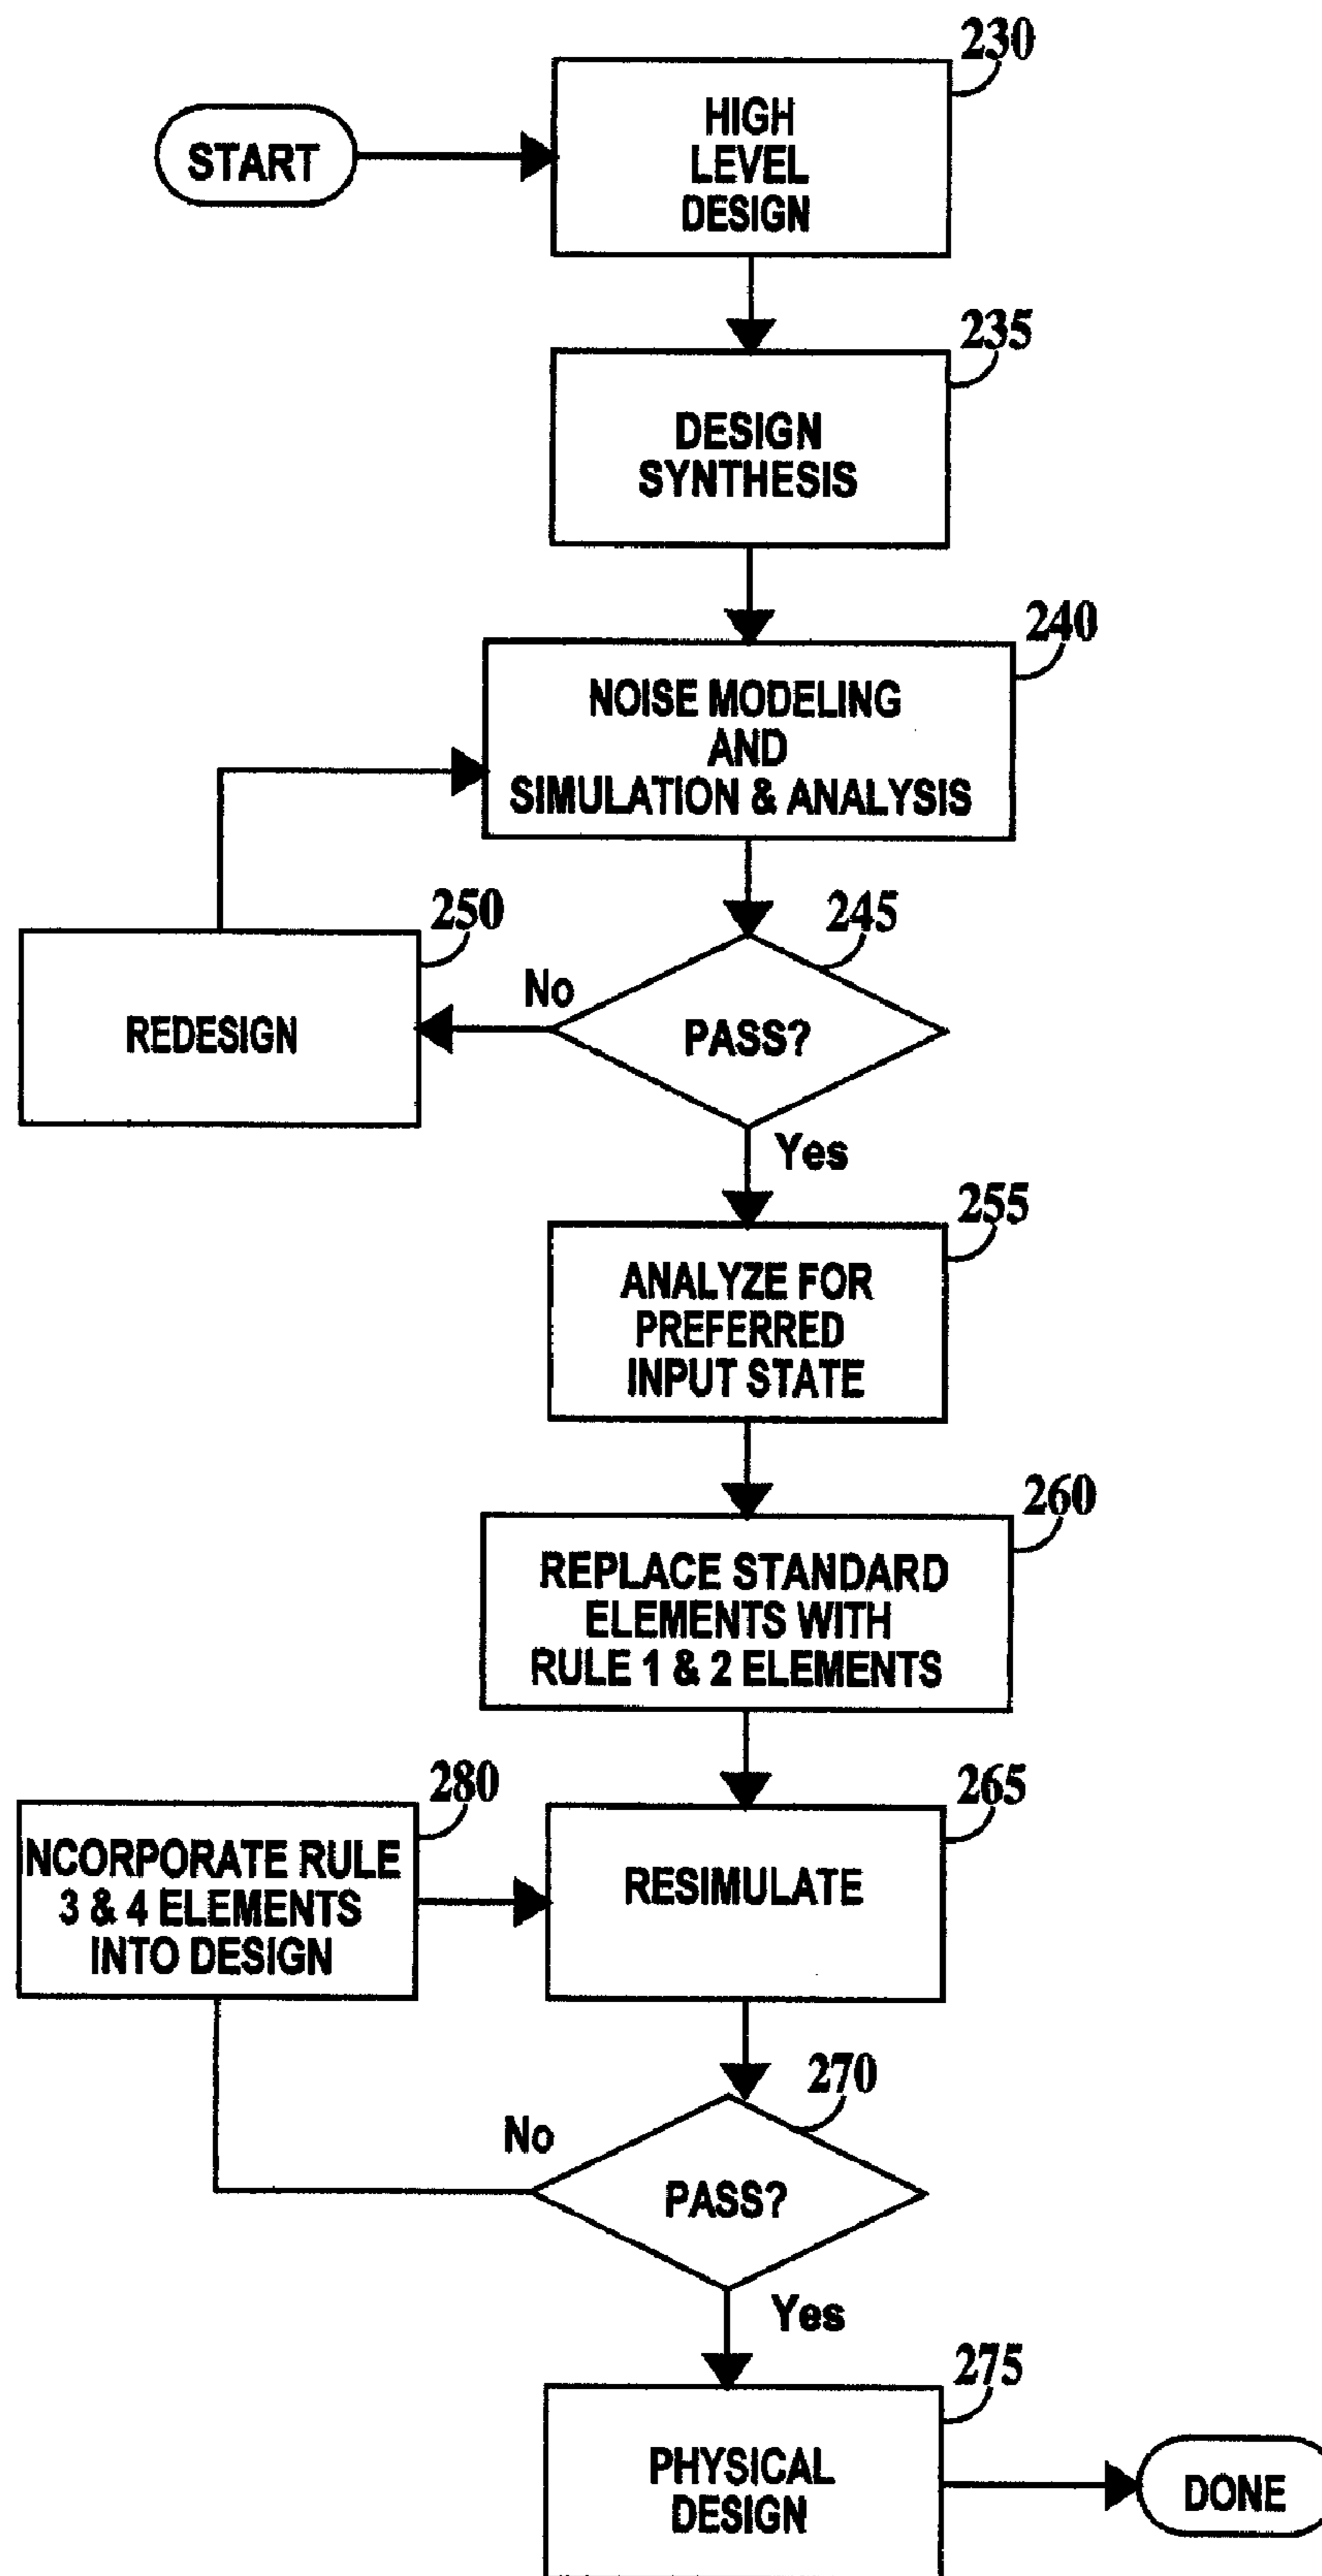 230
HIGH
LEVEL
DESIGN
START
235
DESIGN
SYNTHESIS
240
NOISE MODELING
AND
SIMULATION & ANALYSIS
250
245
No
REDESIGN
PASS?
Yes
255
ANALYZE FOR
PREFERRED
INPUT STATE
260
REPLACE STANDARD
ELEMENTS WITH
RULE 1 & 2 ELEMENTS
280
265
NCORPORATE RULE
3 & 4 ELEMENTS
INTO DESIGN
RESIMULATE
270
No
PASS?
Yes
275
PHYSICAL
DESIGN
DONE